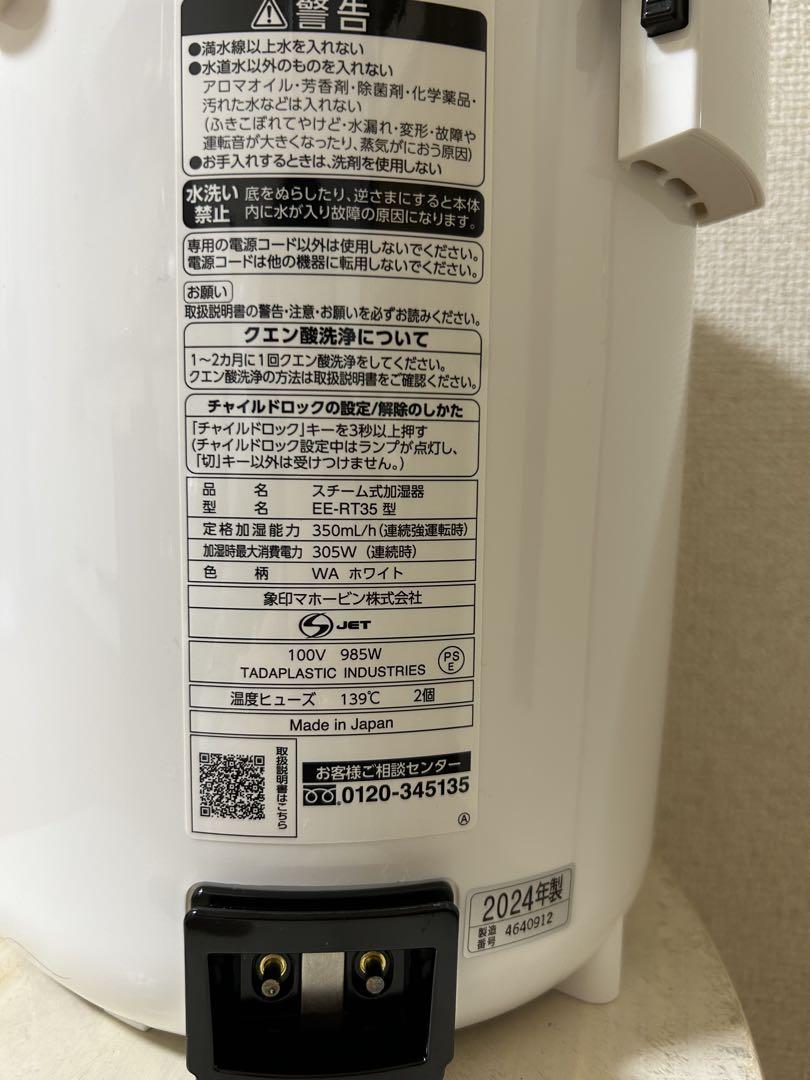 警告
●満水線以上水を入れない
●水道水以外のものを入れない
アロマオイル・芳香剤・除菌剤・化学薬品・
汚れた水などは入れない
(ふきこぼれてやけど・水漏れ・変形・故障や
運転音が大きくなったり、蒸気がにおう原因)
●お手入れするときは、洗剤を使用しない
水洗い禁止
底をぬらしたり、逆さまにすると本体
内に水が入り故障の原因になります。
専用の電源コード以外は使用しないでください。
電源コードは他の機器に転用しないでください。
お願い
取扱説明書の警告・注意・お願いを必ずお読みください。
クエン酸洗浄について
1〜2カ月に1回クエン酸洗浄をしてください。
クエン酸洗浄の方法は取扱説明書をご確認ください。
チャイルドロックの設定/解除のしかた
「チャイルドロック」キーを3秒以上押す
(チャイルドロック設定中はランプが点灯し、
「切」キー以外は受けつけません。)
品名 スチーム式加湿器
型名 EE-RT35 型
定格加湿能力 350mL/h(連続強運転時)
加湿時最大消費電力 305W (連続時)
色柄 WA ホワイト
象印マホービン株式会社
JET
100V 985W
TADAPLASTIC INDUSTRIES
PSE
温度ヒューズ 139℃ 2個
Made in Japan
取扱説明書はこちら
お客様ご相談センター
0120-345135
Ⓐ
2024年製
製造番号 4640912